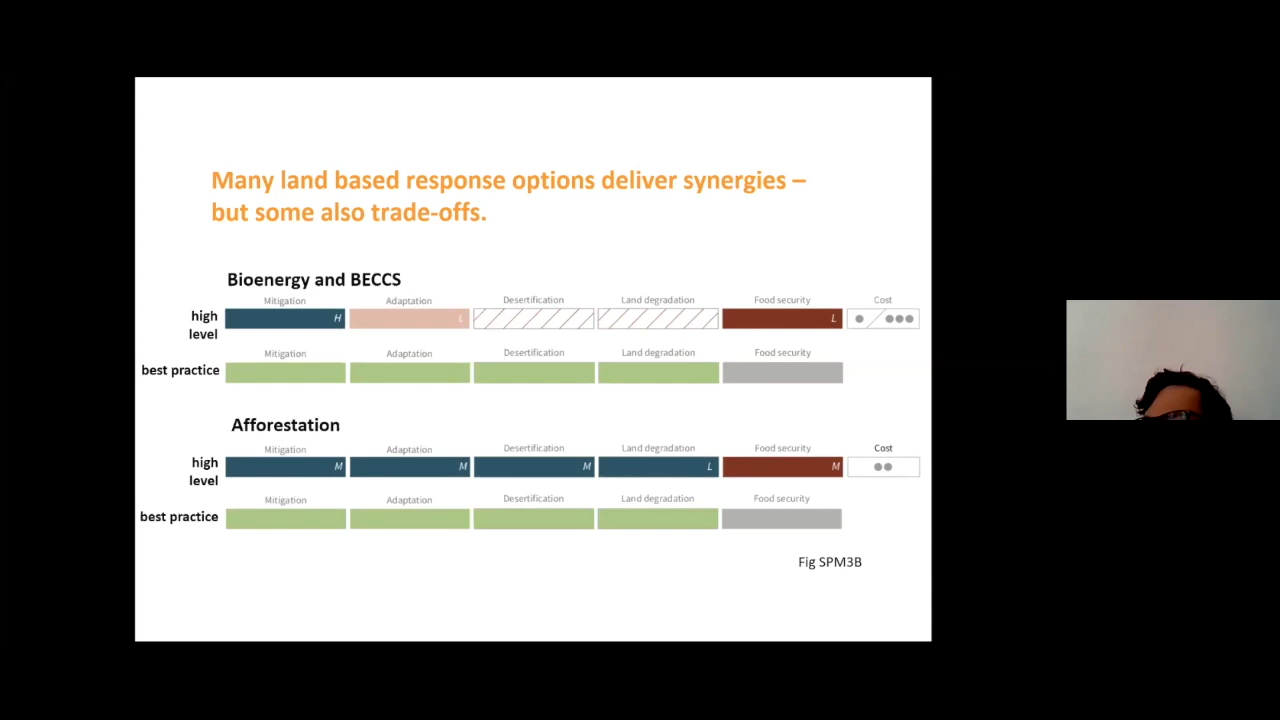 Many land based response options deliver synergies –
but some also trade-offs.
Bioenergy and BECCS
Mitigation Adaptation Desertification Land degradation Food security Cost
high level H L L
Mitigation Adaptation Desertification Land degradation Food security
best practice
Afforestation
Mitigation Adaptation Desertification Land degradation Food security Cost
high level M M M L M
Mitigation Adaptation Desertification Land degradation Food security
best practice
Fig SPM3B